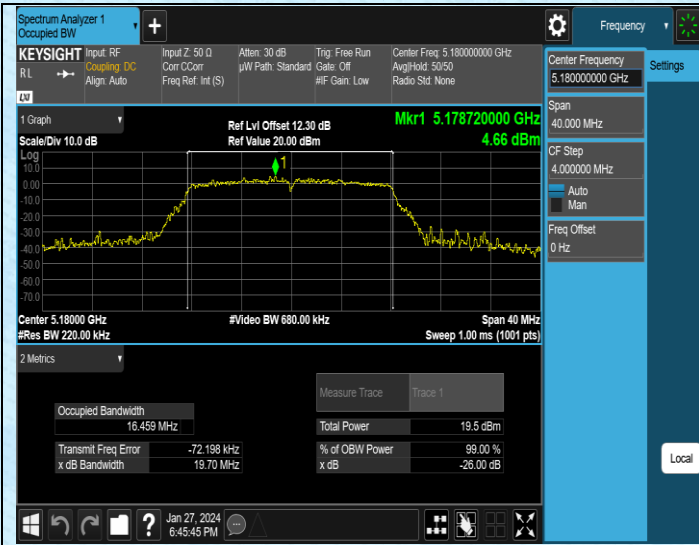 Spectrum Analyzer 1
Occupied BW
+
Frequency
KEYSIGHT
RL
LXI
Input: RF
Coupling: DC
Align: Auto
Input Z: 50 Ω
Corr CCorr
Freq Ref: Int (S)
Atten: 30 dB
µW Path: Standard
Trig: Free Run
Gate: Off
#IF Gain: Low
Center Freq: 5.180000000 GHz
Avg|Hold: 50/50
Radio Std: None
Center Frequency
5.180000000 GHz
Settings
Span
40.000 MHz
CF Step
4.000000 MHz
Auto
Man
Freq Offset
0 Hz
Local
1 Graph
Scale/Div 10.0 dB
Ref Lvl Offset 12.30 dB
Ref Value 20.00 dBm
Mkr1 5.178720000 GHz
4.66 dBm
Log
10.0
0.00
-10.0
-20.0
-30.0
-40.0
-50.0
-60.0
-70.0
1
Center 5.18000 GHz
#Res BW 220.00 kHz
#Video BW 680.00 kHz
Span 40 MHz
Sweep 1.00 ms (1001 pts)
2 Metrics
Measure Trace Trace 1
Occupied Bandwidth
16.459 MHz
Total Power 19.5 dBm
Transmit Freq Error -72.198 kHz
% of OBW Power 99.00 %
x dB Bandwidth 19.70 MHz
x dB -26.00 dB
?
Jan 27, 2024
6:45:45 PM